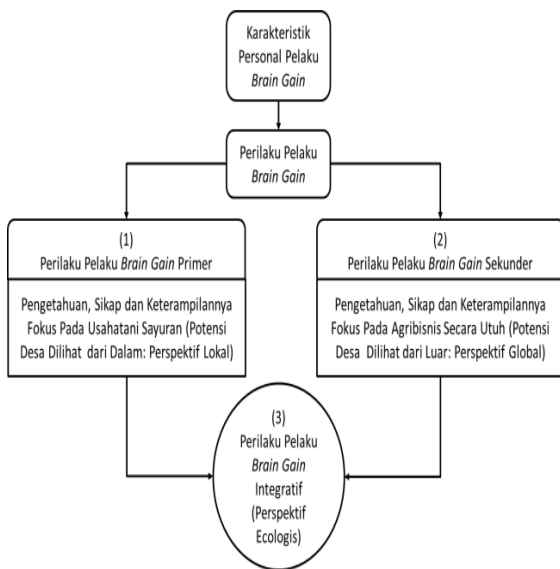 Karakteristik
Personal Pelaku
Brain Gain
Perilaku Pelaku
Brain Gain
(1)
Perilaku Pelaku Brain Gain Primer
Pengetahuan, Sikap dan Keterampilannya
Fokus Pada Usahatani Sayuran (Potensi
Desa Dilihat dari Dalam: Perspektif Lokal)
(2)
Perilaku Pelaku Brain Gain Sekunder
Pengetahuan, Sikap dan Keterampilannya
Fokus Pada Agribisnis Secara Utuh (Potensi
Desa Dilihat dari Luar: Perspektif Global)
(3)
Perilaku Pelaku
Brain Gain
Integratif
(Perspektif
Ecologis)